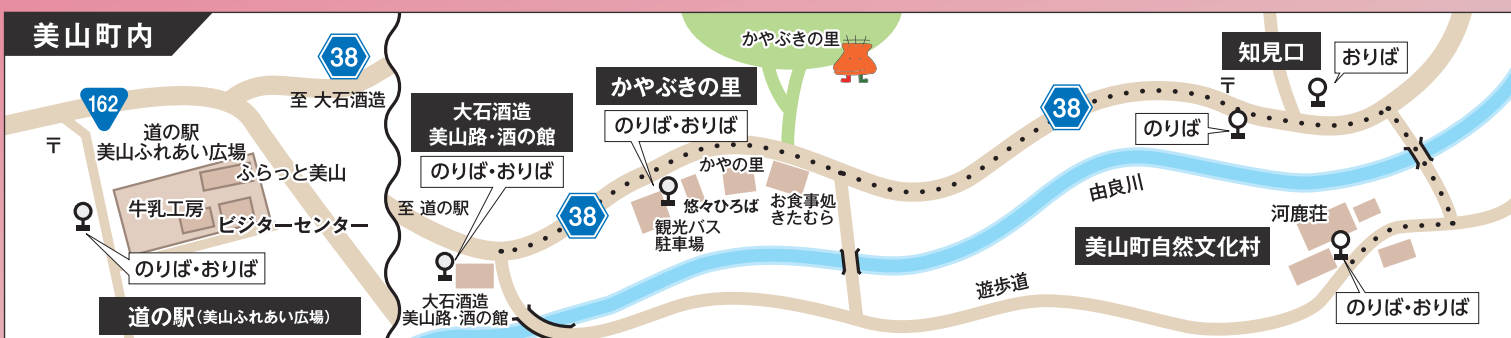 美山町内
38
至 大石酒造
162
〒
道の駅
美山ふれあい広場
ふらっと美山
牛乳工房
ビジターセンター
のりば・おりば
道の駅(美山ふれあい広場)
大石酒造
美山路・酒の館
のりば・おりば
至 道の駅
大石酒造
美山路・酒の館
38
かやぶきの里
のりば・おりば
かやぶきの里
かやの里
悠々ひろば
観光バス
駐車場
お食事処
きたむら
38
知見口
おりば
〒
のりば
由良川
遊歩道
美山町自然文化村
河鹿荘
のりば・おりば